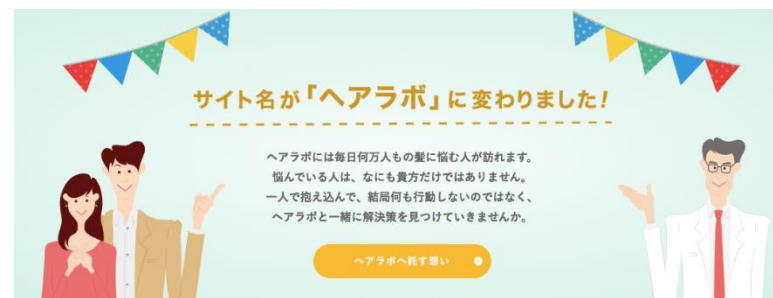 サイト名が「ヘアラボ」に変わりました!
ヘアラボには毎日何万人もの髪に悩む人が訪れます。
悩んでいる人は、なにも貴方だけではありません。
一人で抱え込んで、結局何も行動しないのではなく、
ヘアラボと一緒に解決策を見つけていきませんか。
ヘアラボへ託す想い